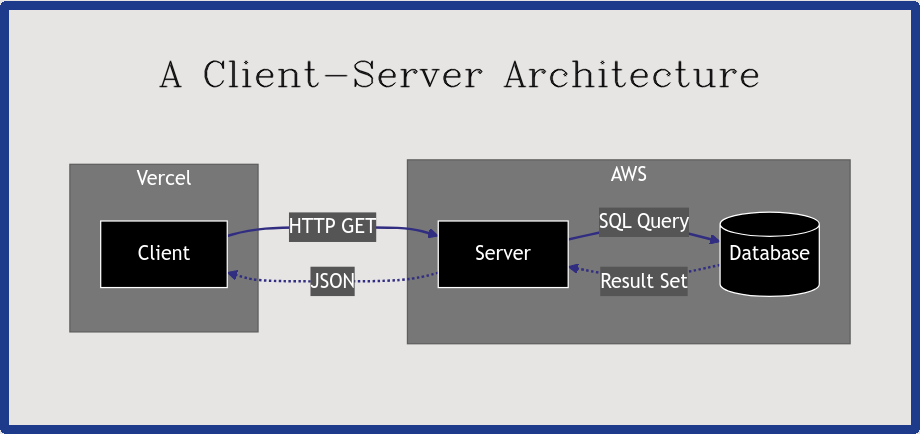 A Client-Server Architecture
Vercel
AWS
HTTP GET
SQL Query
Client
Server
Database
JSON
Result Set